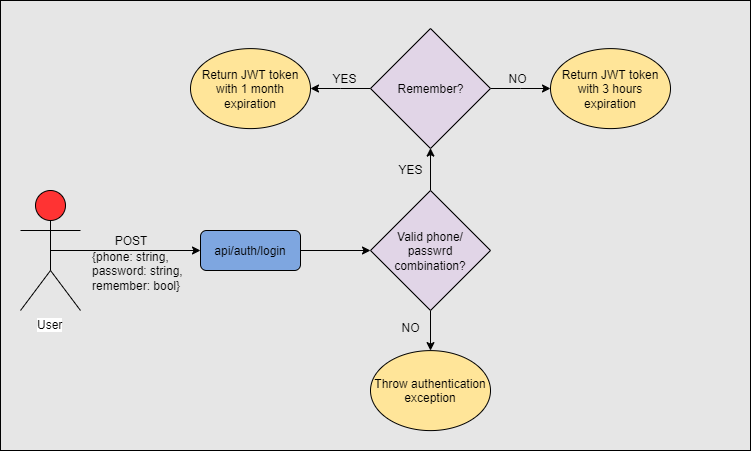 Return JWT token
with 1 month
expiration
YES
Remember?
NO
Return JWT token
with 3 hours
expiration
YES
POST
{phone: string,
password: string,
remember: bool}
api/auth/login
Valid phone/
passwrd
combination?
User
NO
Throw authentication
exception